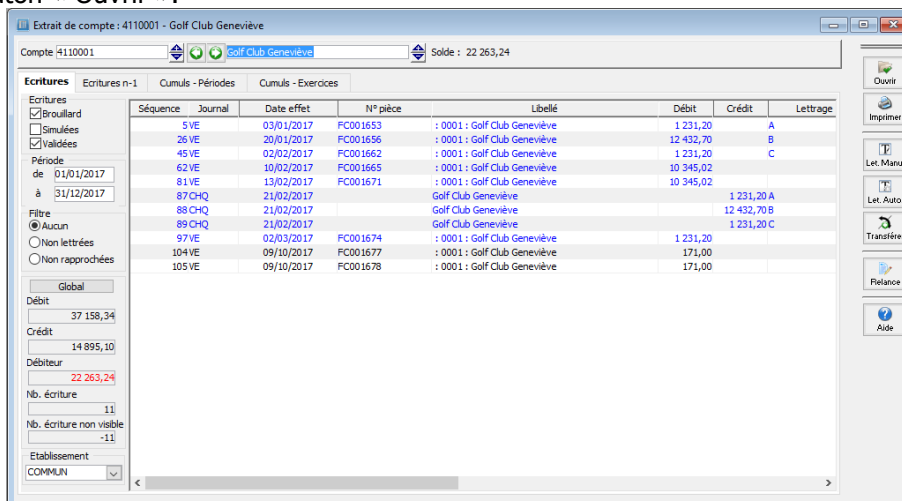 ton « Ouvrir ».
Extrait de compte : 4110001 - Golf Club Geneviève
Compte 4110001 Golf Club Geneviève Solde : 22 263,24
Ecritures Ecritures n-1 Cumuls - Périodes Cumuls - Exercices
Ecritures
Brouillard
Simulées
Validées
Période
de 01/01/2017
à 31/12/2017
Filtre
Aucun
Non lettrées
Non rapprochées
Global
Débit
37 158,34
Crédit
14 895,10
Débiteur
22 263,24
Nb. écriture
11
Nb. écriture non visible
-11
Etablissement
COMMUN
Séquence Journal Date effet N° pièce Libellé Débit Crédit Lettrage
5 VE 03/01/2017 FC001653 : 0001 : Golf Club Geneviève 1 231,20 A
26 VE 20/01/2017 FC001656 : 0001 : Golf Club Geneviève 12 432,70 B
45 VE 02/02/2017 FC001662 : 0001 : Golf Club Geneviève 1 231,20 C
62 VE 10/02/2017 FC001665 : 0001 : Golf Club Geneviève 10 345,02
81 VE 13/02/2017 FC001671 : 0001 : Golf Club Geneviève 10 345,02
87 CHQ 21/02/2017 Golf Club Geneviève 1 231,20 A
88 CHQ 21/02/2017 Golf Club Geneviève 12 432,70 B
89 CHQ 21/02/2017 Golf Club Geneviève 1 231,20 C
97 VE 02/03/2017 FC001674 : 0001 : Golf Club Geneviève 1 231,20
104 VE 09/10/2017 FC001677 : 0001 : Golf Club Geneviève 171,00
105 VE 09/10/2017 FC001678 : 0001 : Golf Club Geneviève 171,00
Ouvrir
Imprimer
Let. Manu
Let. Auto
Transfére
Relance
Aide